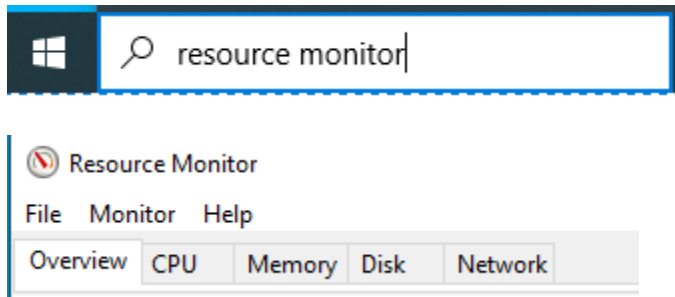 resource monitor
Resource Monitor
File Monitor Help
Overview CPU Memory Disk Network